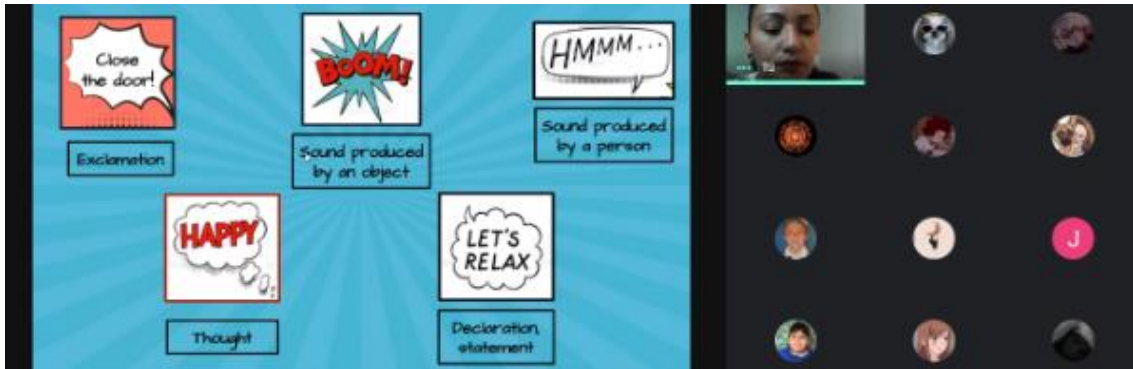 Close
the door!
BOOM!
HMMM...
Exclamation
Sound produced
by an object
Sound produced
by a person
HAPPY
LET'S
RELAX
Thought
Declaration,
statement
J